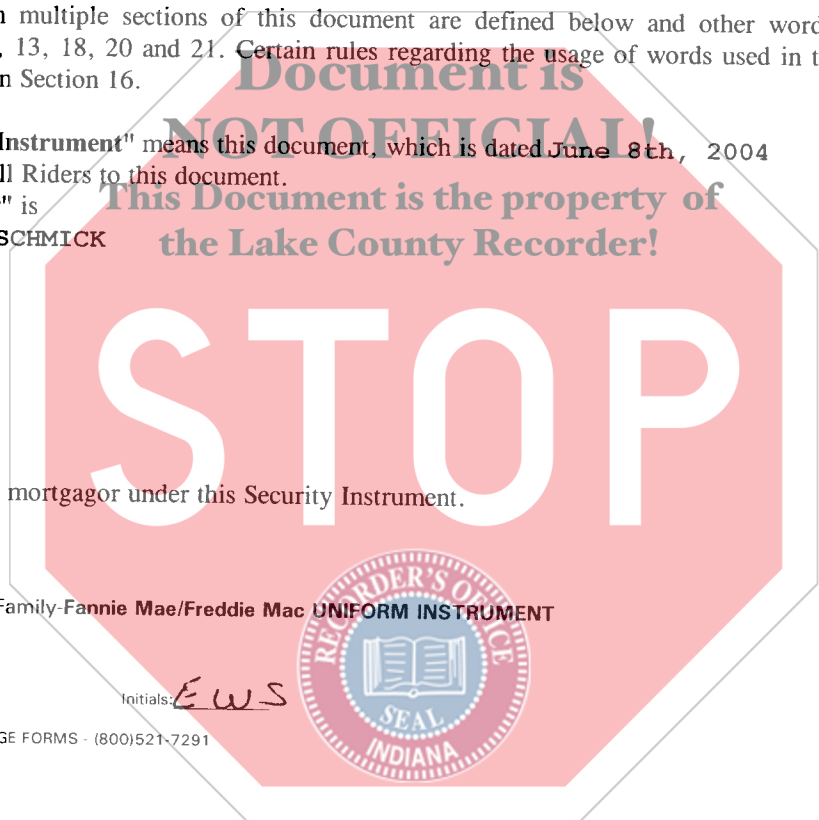 n multiple sections of this document are defined below and other word
, 13, 18, 20 and 21. Certain rules regarding the usage of words used in t
n Section 16.
Document is
NOT OFFICIAL!
Instrument" means this document, which is dated June 8th, 2004
ll Riders to this document.
This Document is the property of
" is
the Lake County Recorder!
SCHMICK
STOP
mortgagor under this Security Instrument.
RECORDER'S OFFICE
Family-Fannie Mae/Freddie Mac UNIFORM INSTRUMENT
SEAL
INDIANA
Initials: EWS
GE FORMS - (800)521-7291